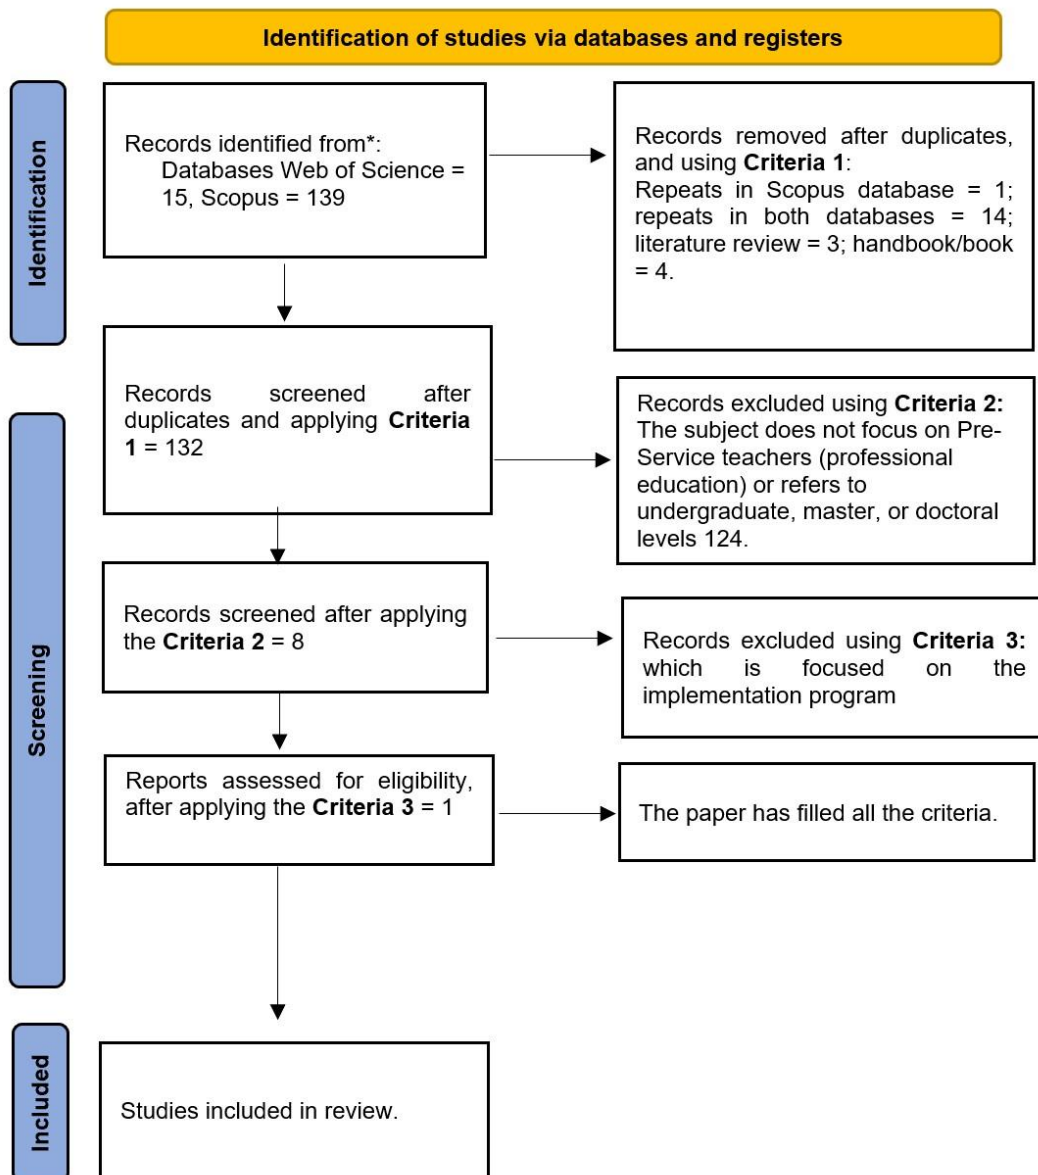 Identification of studies via databases and registers
Identification
Records identified from*:
Databases Web of Science =
15, Scopus = 139
Records removed after duplicates,
and using Criteria 1:
Repeats in Scopus database = 1;
repeats in both databases = 14;
literature review = 3; handbook/book
= 4.
Screening
Records screened after
duplicates and applying Criteria
1 = 132
Records excluded using Criteria 2:
The subject does not focus on Pre-
Service teachers (professional
education) or refers to
undergraduate, master, or doctoral
levels 124.
Records screened after applying
the Criteria 2 = 8
Records excluded using Criteria 3:
which is focused on the
implementation program
Reports assessed for eligibility,
after applying the Criteria 3 = 1
The paper has filled all the criteria.
Included
Studies included in review.